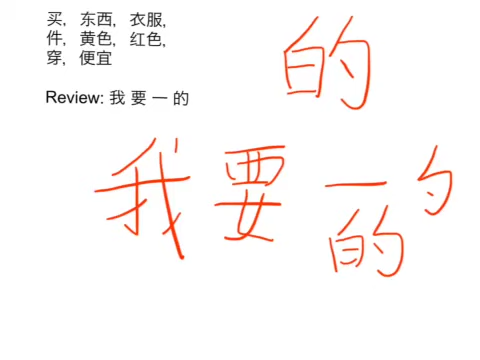 买, 东西, 衣服,
件, 黄色, 红色,
穿, 便宜
Review: 我 要 一 的
的
我 要 一 勺
的